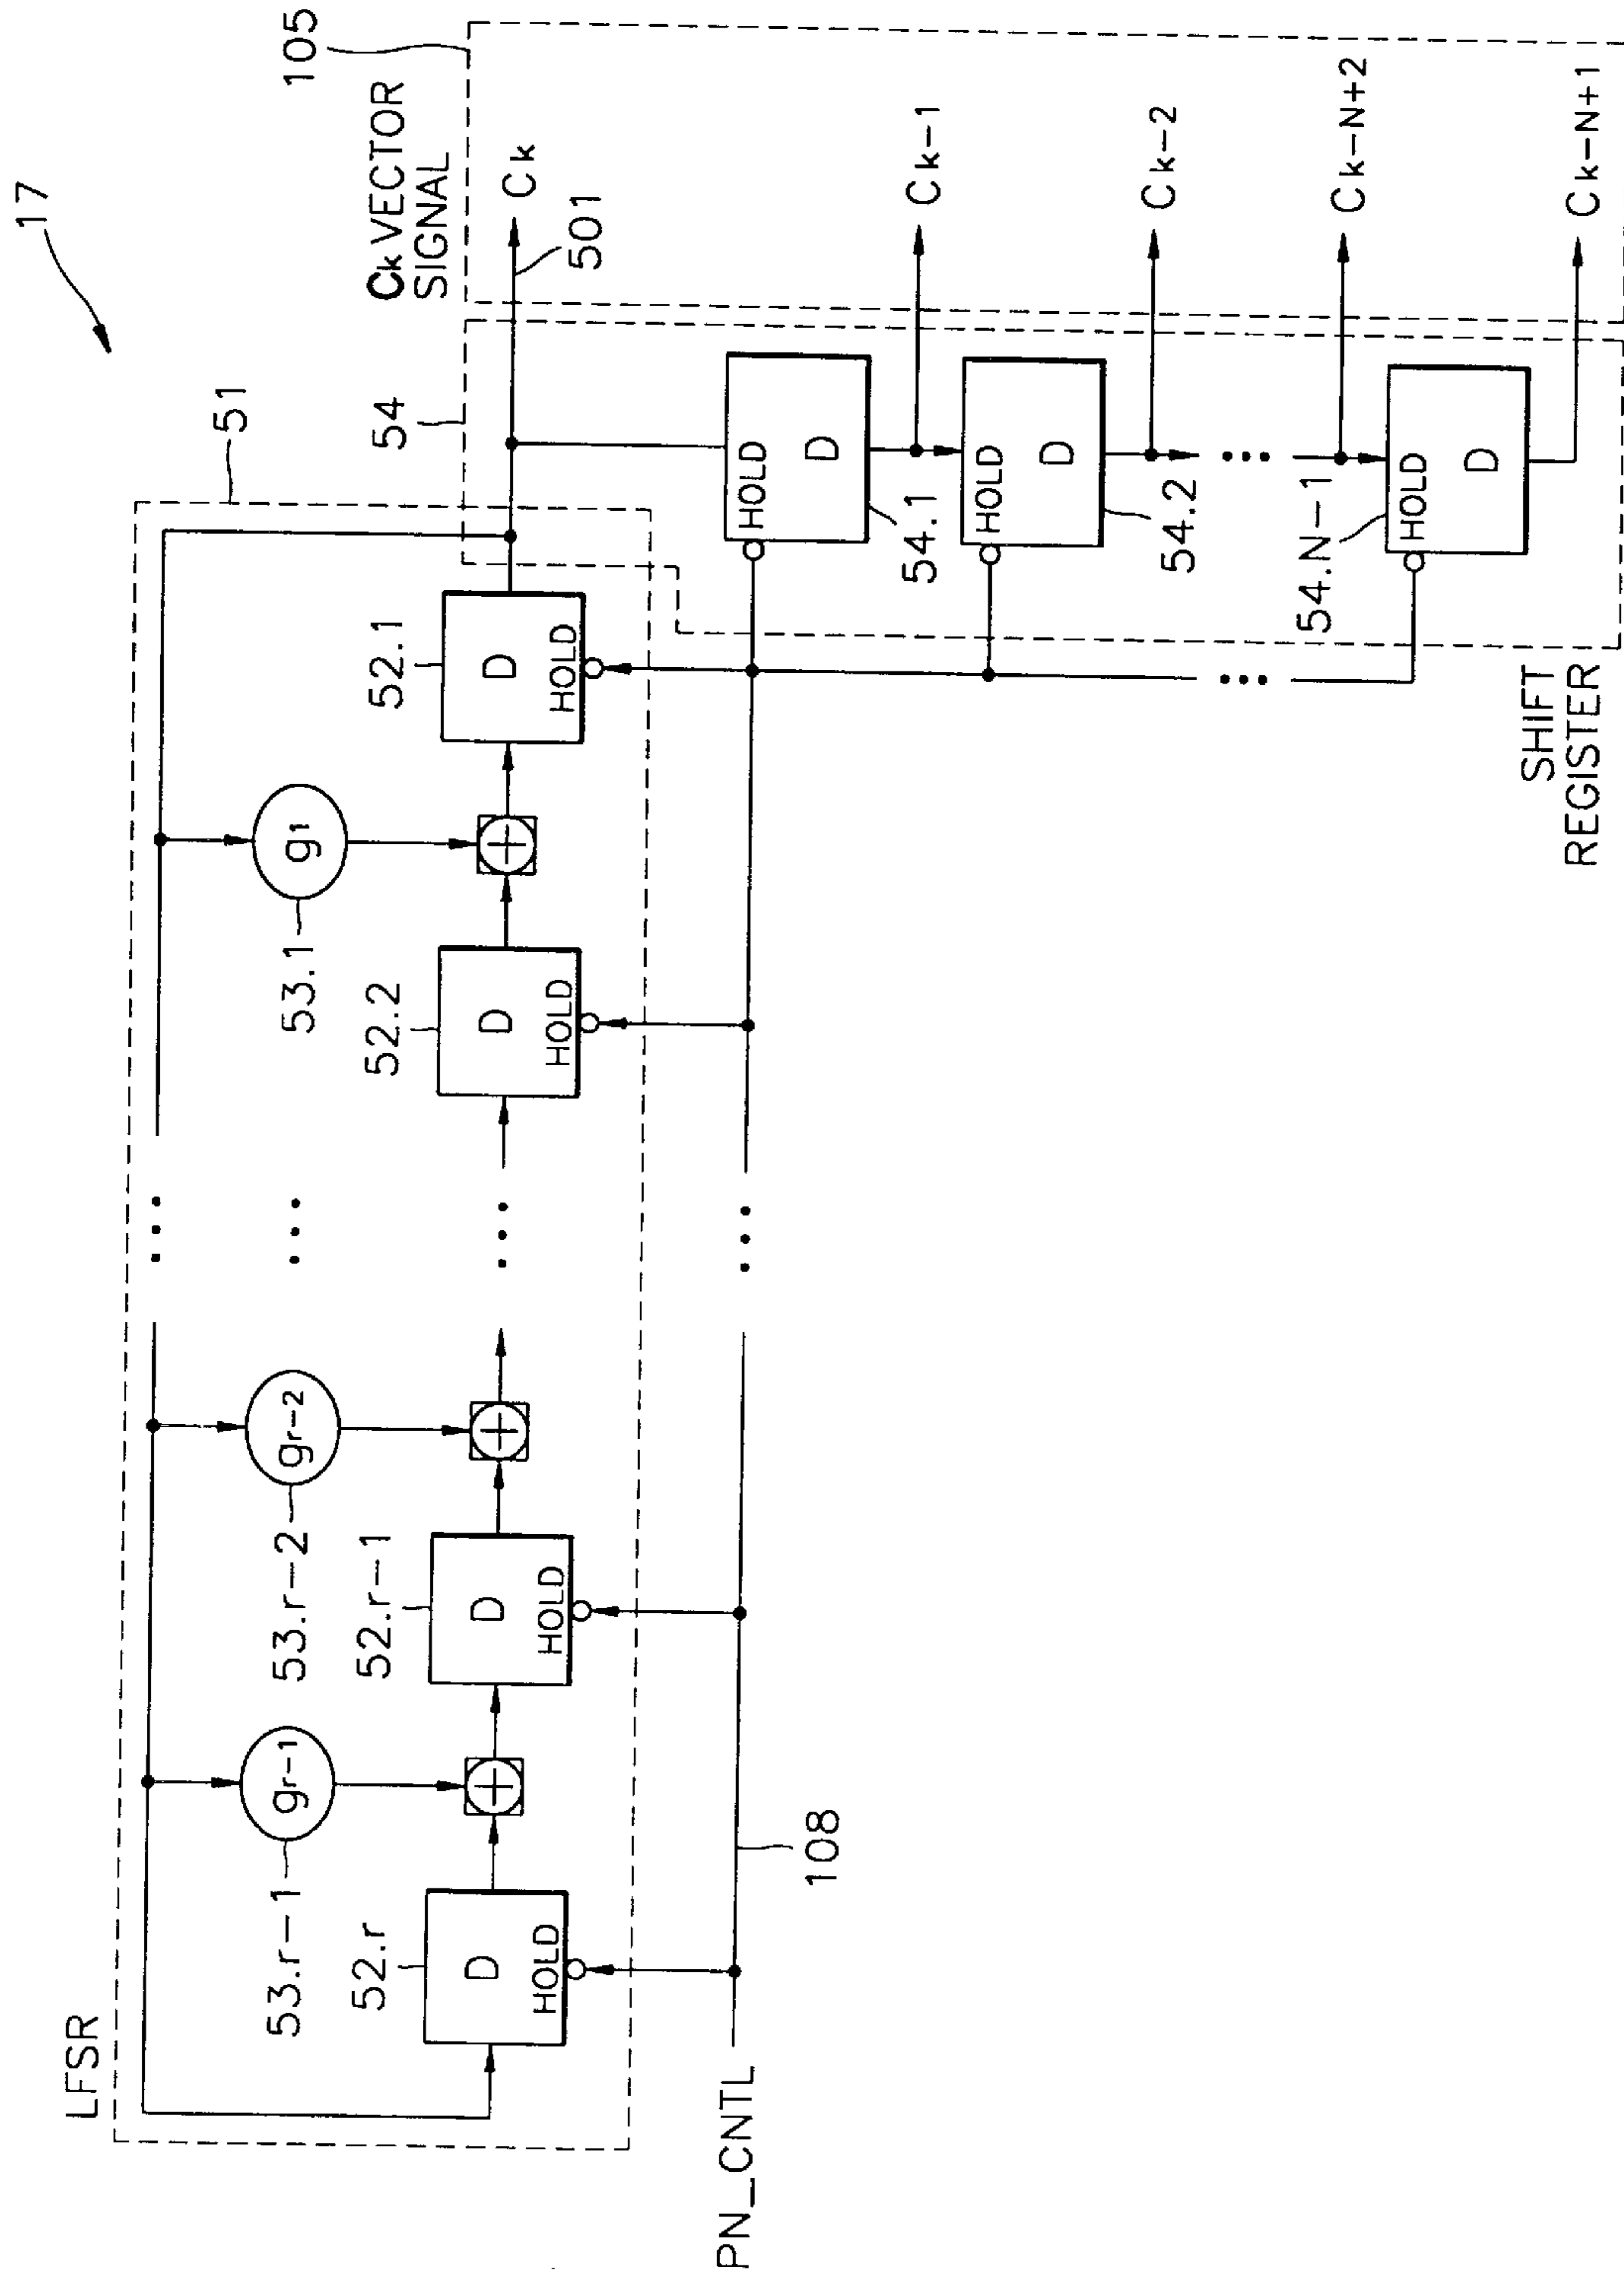 17
105
Ck VECTOR
SIGNAL
Ck
501
51
54
LFSR
53.r-1
gr-1
53.r-2
gr-2
53.1
g1
52.r
D
HOLD
52.r-1
D
HOLD
52.2
D
HOLD
52.1
D
HOLD
PN_CNTL
108
HOLD
D
54.1
Ck-1
HOLD
D
54.2
Ck-2
Ck-N+2
54.N-1
HOLD
D
Ck-N+1
SHIFT
REGISTER